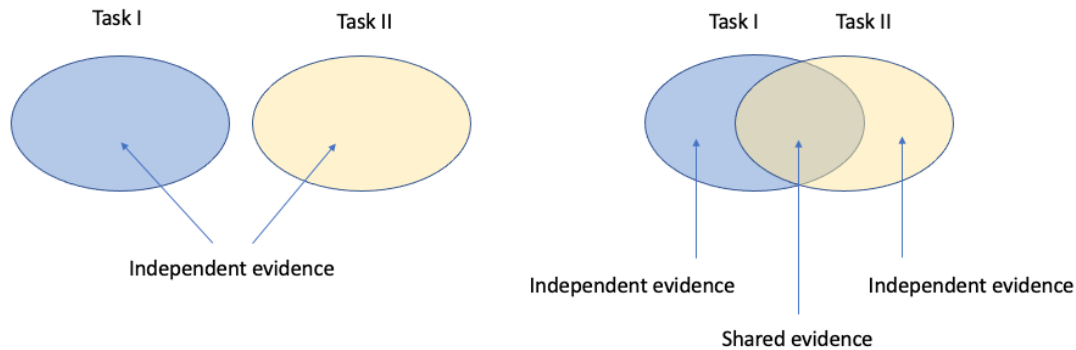 Task I
Task II
Independent evidence
Task I
Task II
Independent evidence
Independent evidence
Shared evidence